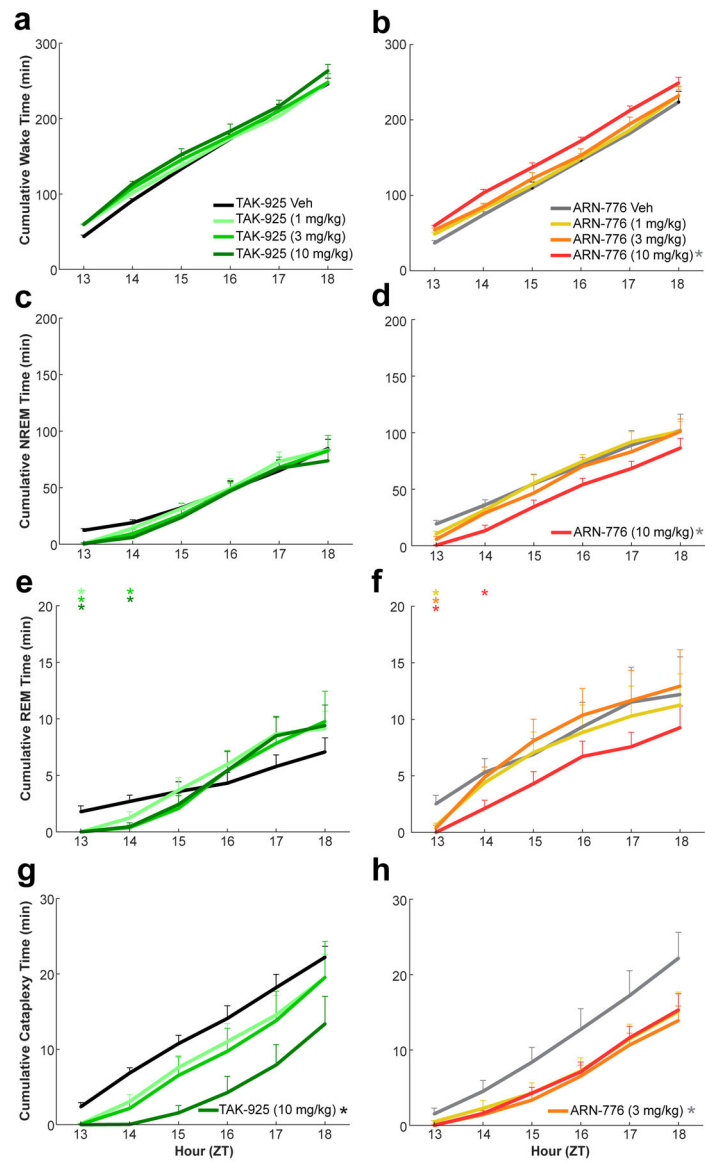 a
Cumulative Wake Time (min)
300
200
100
0
13 14 15 16 17 18
TAK-925 Veh
TAK-925 (1 mg/kg)
TAK-925 (3 mg/kg)
TAK-925 (10 mg/kg)
b
300
200
100
0
13 14 15 16 17 18
ARN-776 Veh
ARN-776 (1 mg/kg)
ARN-776 (3 mg/kg)
ARN-776 (10 mg/kg)*
c
Cumulative NREM Time (min)
200
150
100
50
0
13 14 15 16 17 18
d
200
150
100
50
0
13 14 15 16 17 18
ARN-776 (10 mg/kg)*
e
Cumulative REM Time (min)
* *
* *
*
20
15
10
5
0
13 14 15 16 17 18
f
* *
*
*
20
15
10
5
0
13 14 15 16 17 18
g
Cumulative Cataplexy Time (min)
30
20
10
0
13 14 15 16 17 18
TAK-925 (10 mg/kg) *
Hour (ZT)
h
30
20
10
0
13 14 15 16 17 18
ARN-776 (3 mg/kg) *
Hour (ZT)